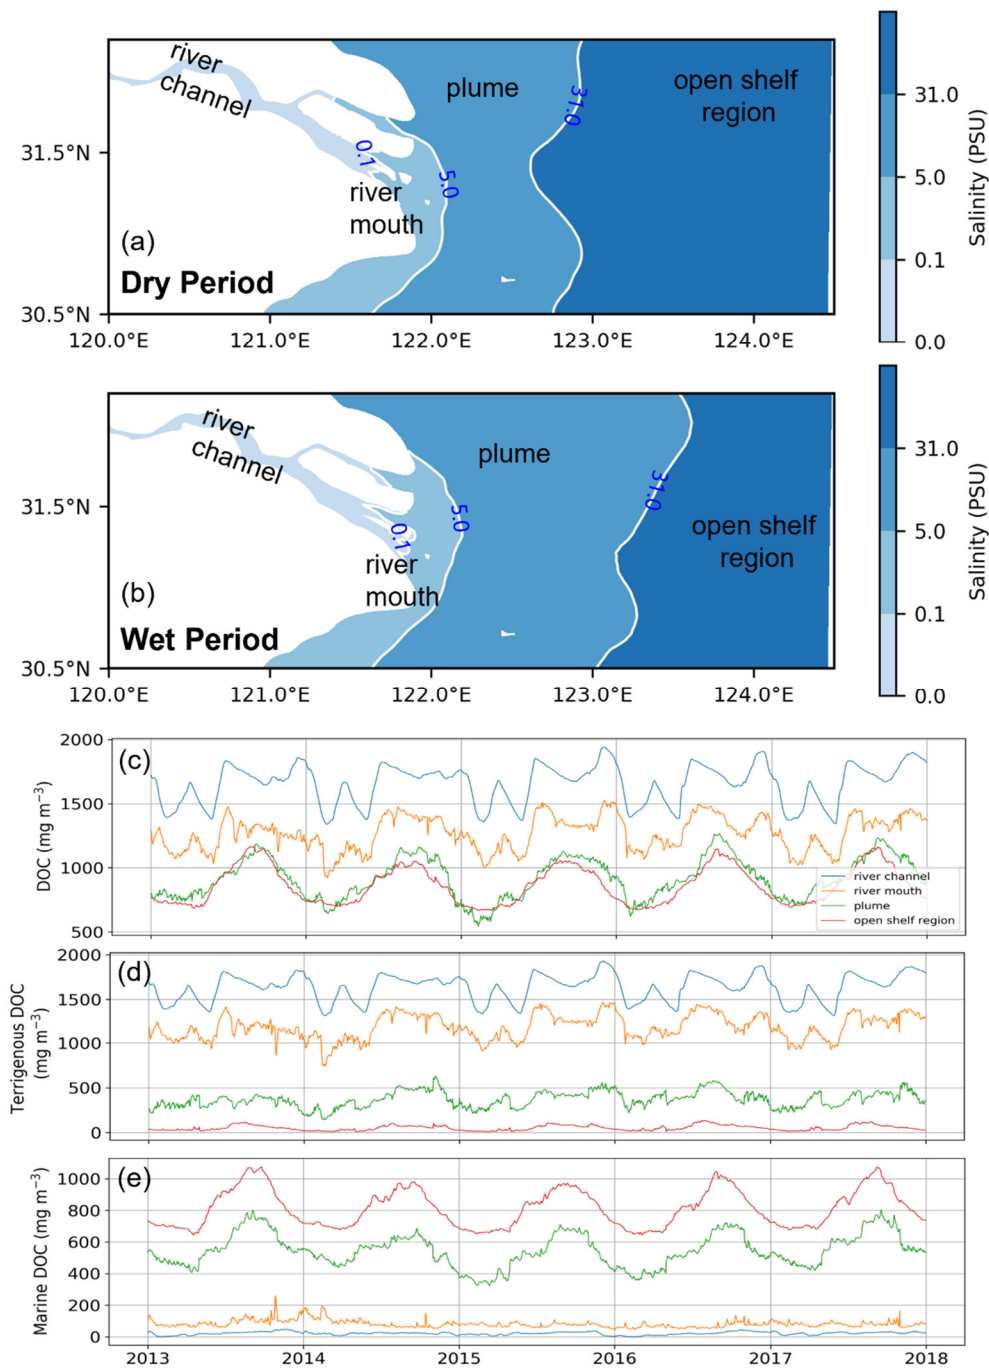 river
channel
plume
open shelf
region
31.0
0.1
5.0
river
mouth
(a)
Dry Period
31.5°N
30.5°N
120.0°E 121.0°E 122.0°E 123.0°E 124.0°E
31.0
5.0
0.1
0.0
Salinity (PSU)
river
channel
plume
open shelf
region
31.0
5.0
0.1
river
mouth
(b)
Wet Period
31.5°N
30.5°N
120.0°E 121.0°E 122.0°E 123.0°E 124.0°E
31.0
5.0
0.1
0.0
Salinity (PSU)
(c)
DOC (mg m⁻³)
2000
1500
1000
500
river channel
river mouth
plume
open shelf region
(d)
Terrigenous DOC
(mg m⁻³)
2000
1500
1000
500
0
(e)
Marine DOC (mg m⁻³)
1000
800
600
400
200
0
2013 2014 2015 2016 2017 2018